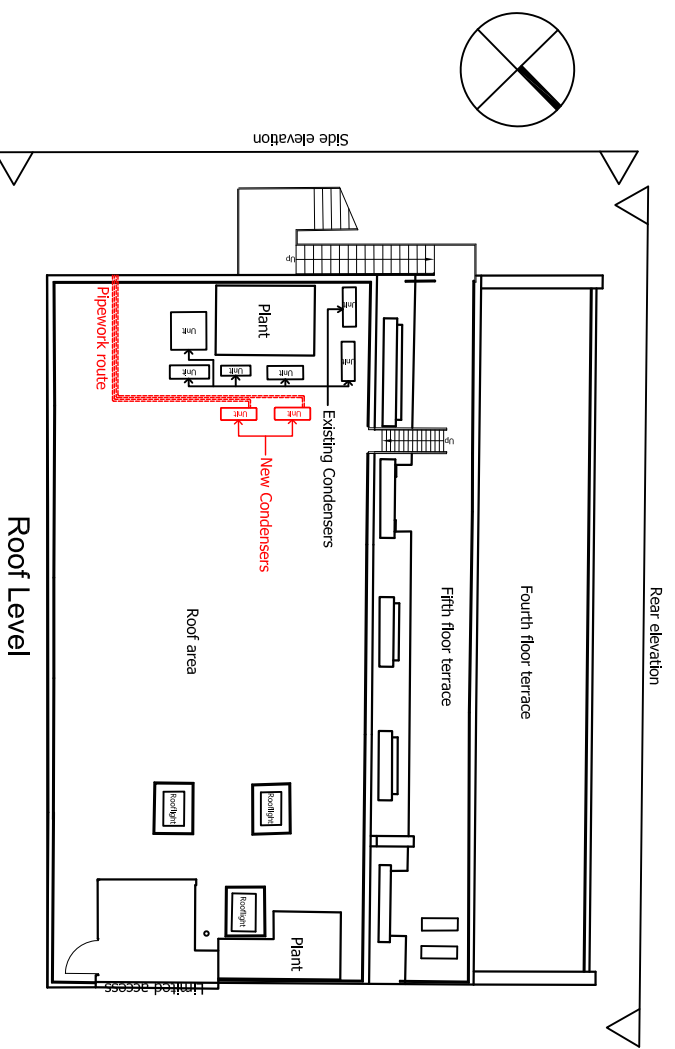 Side elevation
Rear elevation
Up
Plant
Unit
Unit
Unit
Unit
Unit
Unit
Unit
Unit
Pipework route
Existing Condensers
New Condensers
Up
Fifth floor terrace
Fourth floor terrace
Roof area
Rooflight
Rooflight
Rooflight
Plant
Limited access
Roof Level